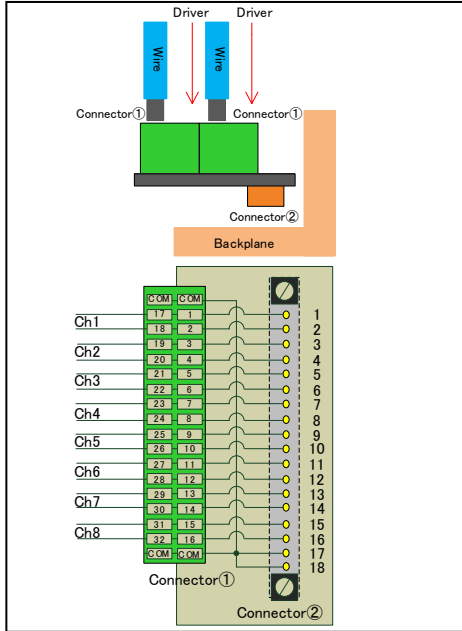 Driver Driver
Wire Wire
Connector① Connector①
Connector②
Backplane
COM COM
17 1 1
Ch1
18 2 2
19 3 3
Ch2
20 4 4
21 5 5
Ch3
22 6 6
23 7 7
Ch4
24 8 8
25 9 9
Ch5
26 10 10
27 11 11
Ch6
28 12 12
29 13 13
Ch7
30 14 14
31 15 15
Ch8
32 16 16
COM COM 17
18
Connector①
Connector②